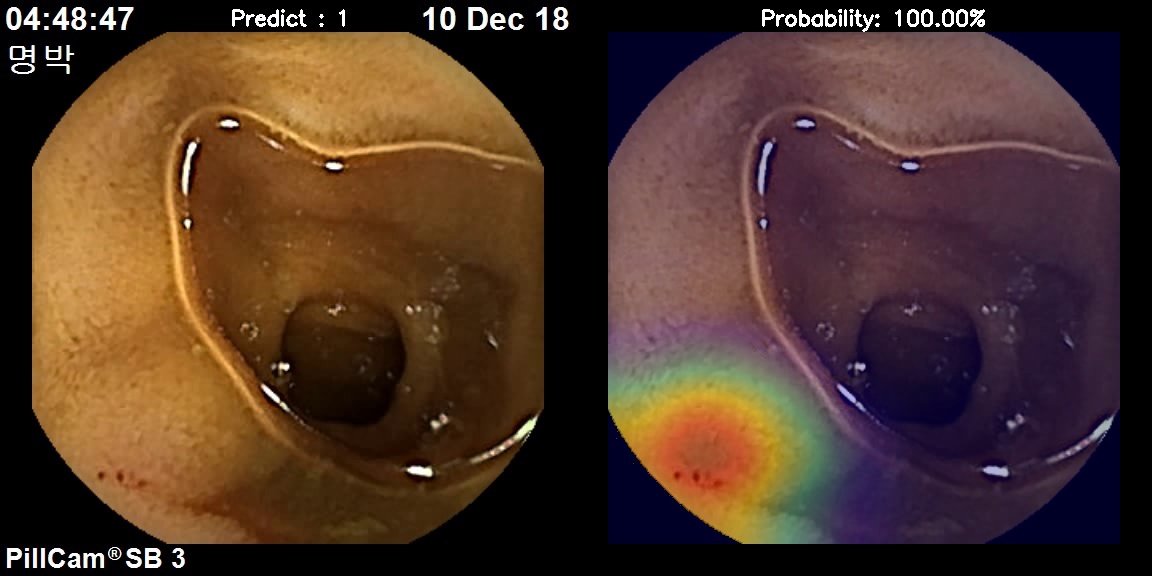 04:48:47 Predict : 1 10 Dec 18 Probability: 100.00%
명박
PillCam® SB 3